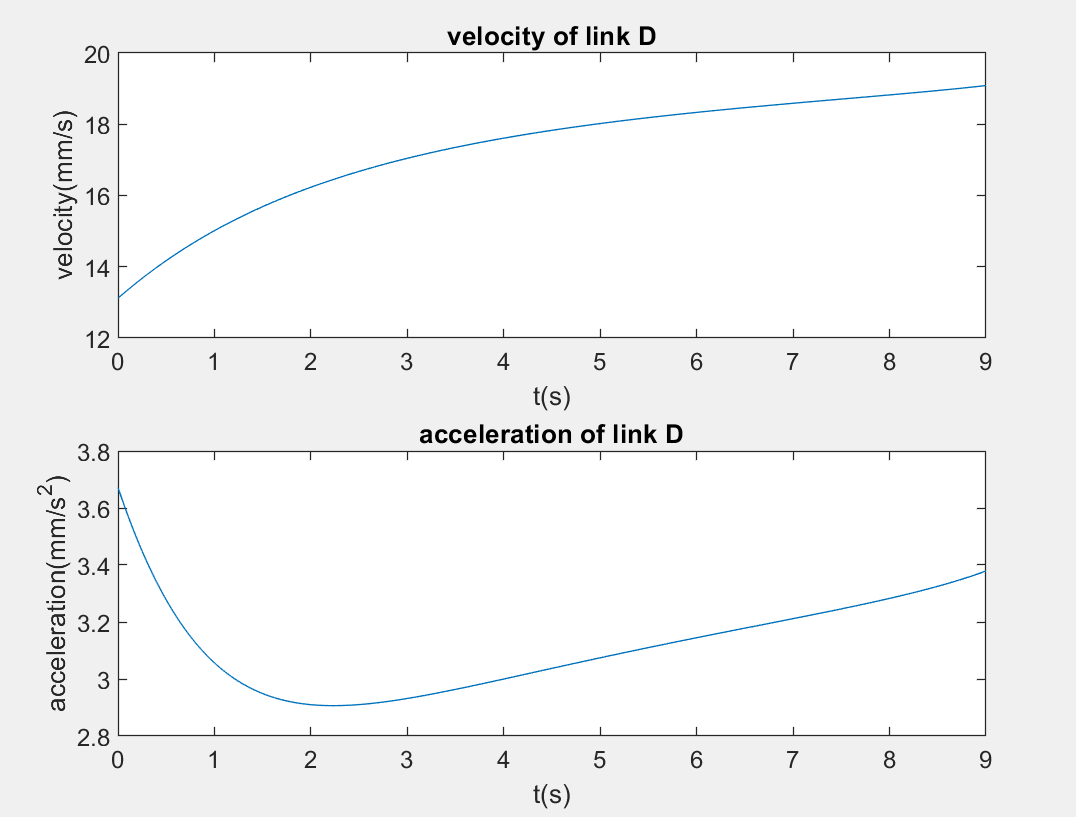 velocity of link D
20
18
16
14
12
velocity(mm/s)
0 1 2 3 4 5 6 7 8 9
t(s)
acceleration of link D
3.8
3.6
3.4
3.2
3
2.8
acceleration(mm/s²)
0 1 2 3 4 5 6 7 8 9
t(s)